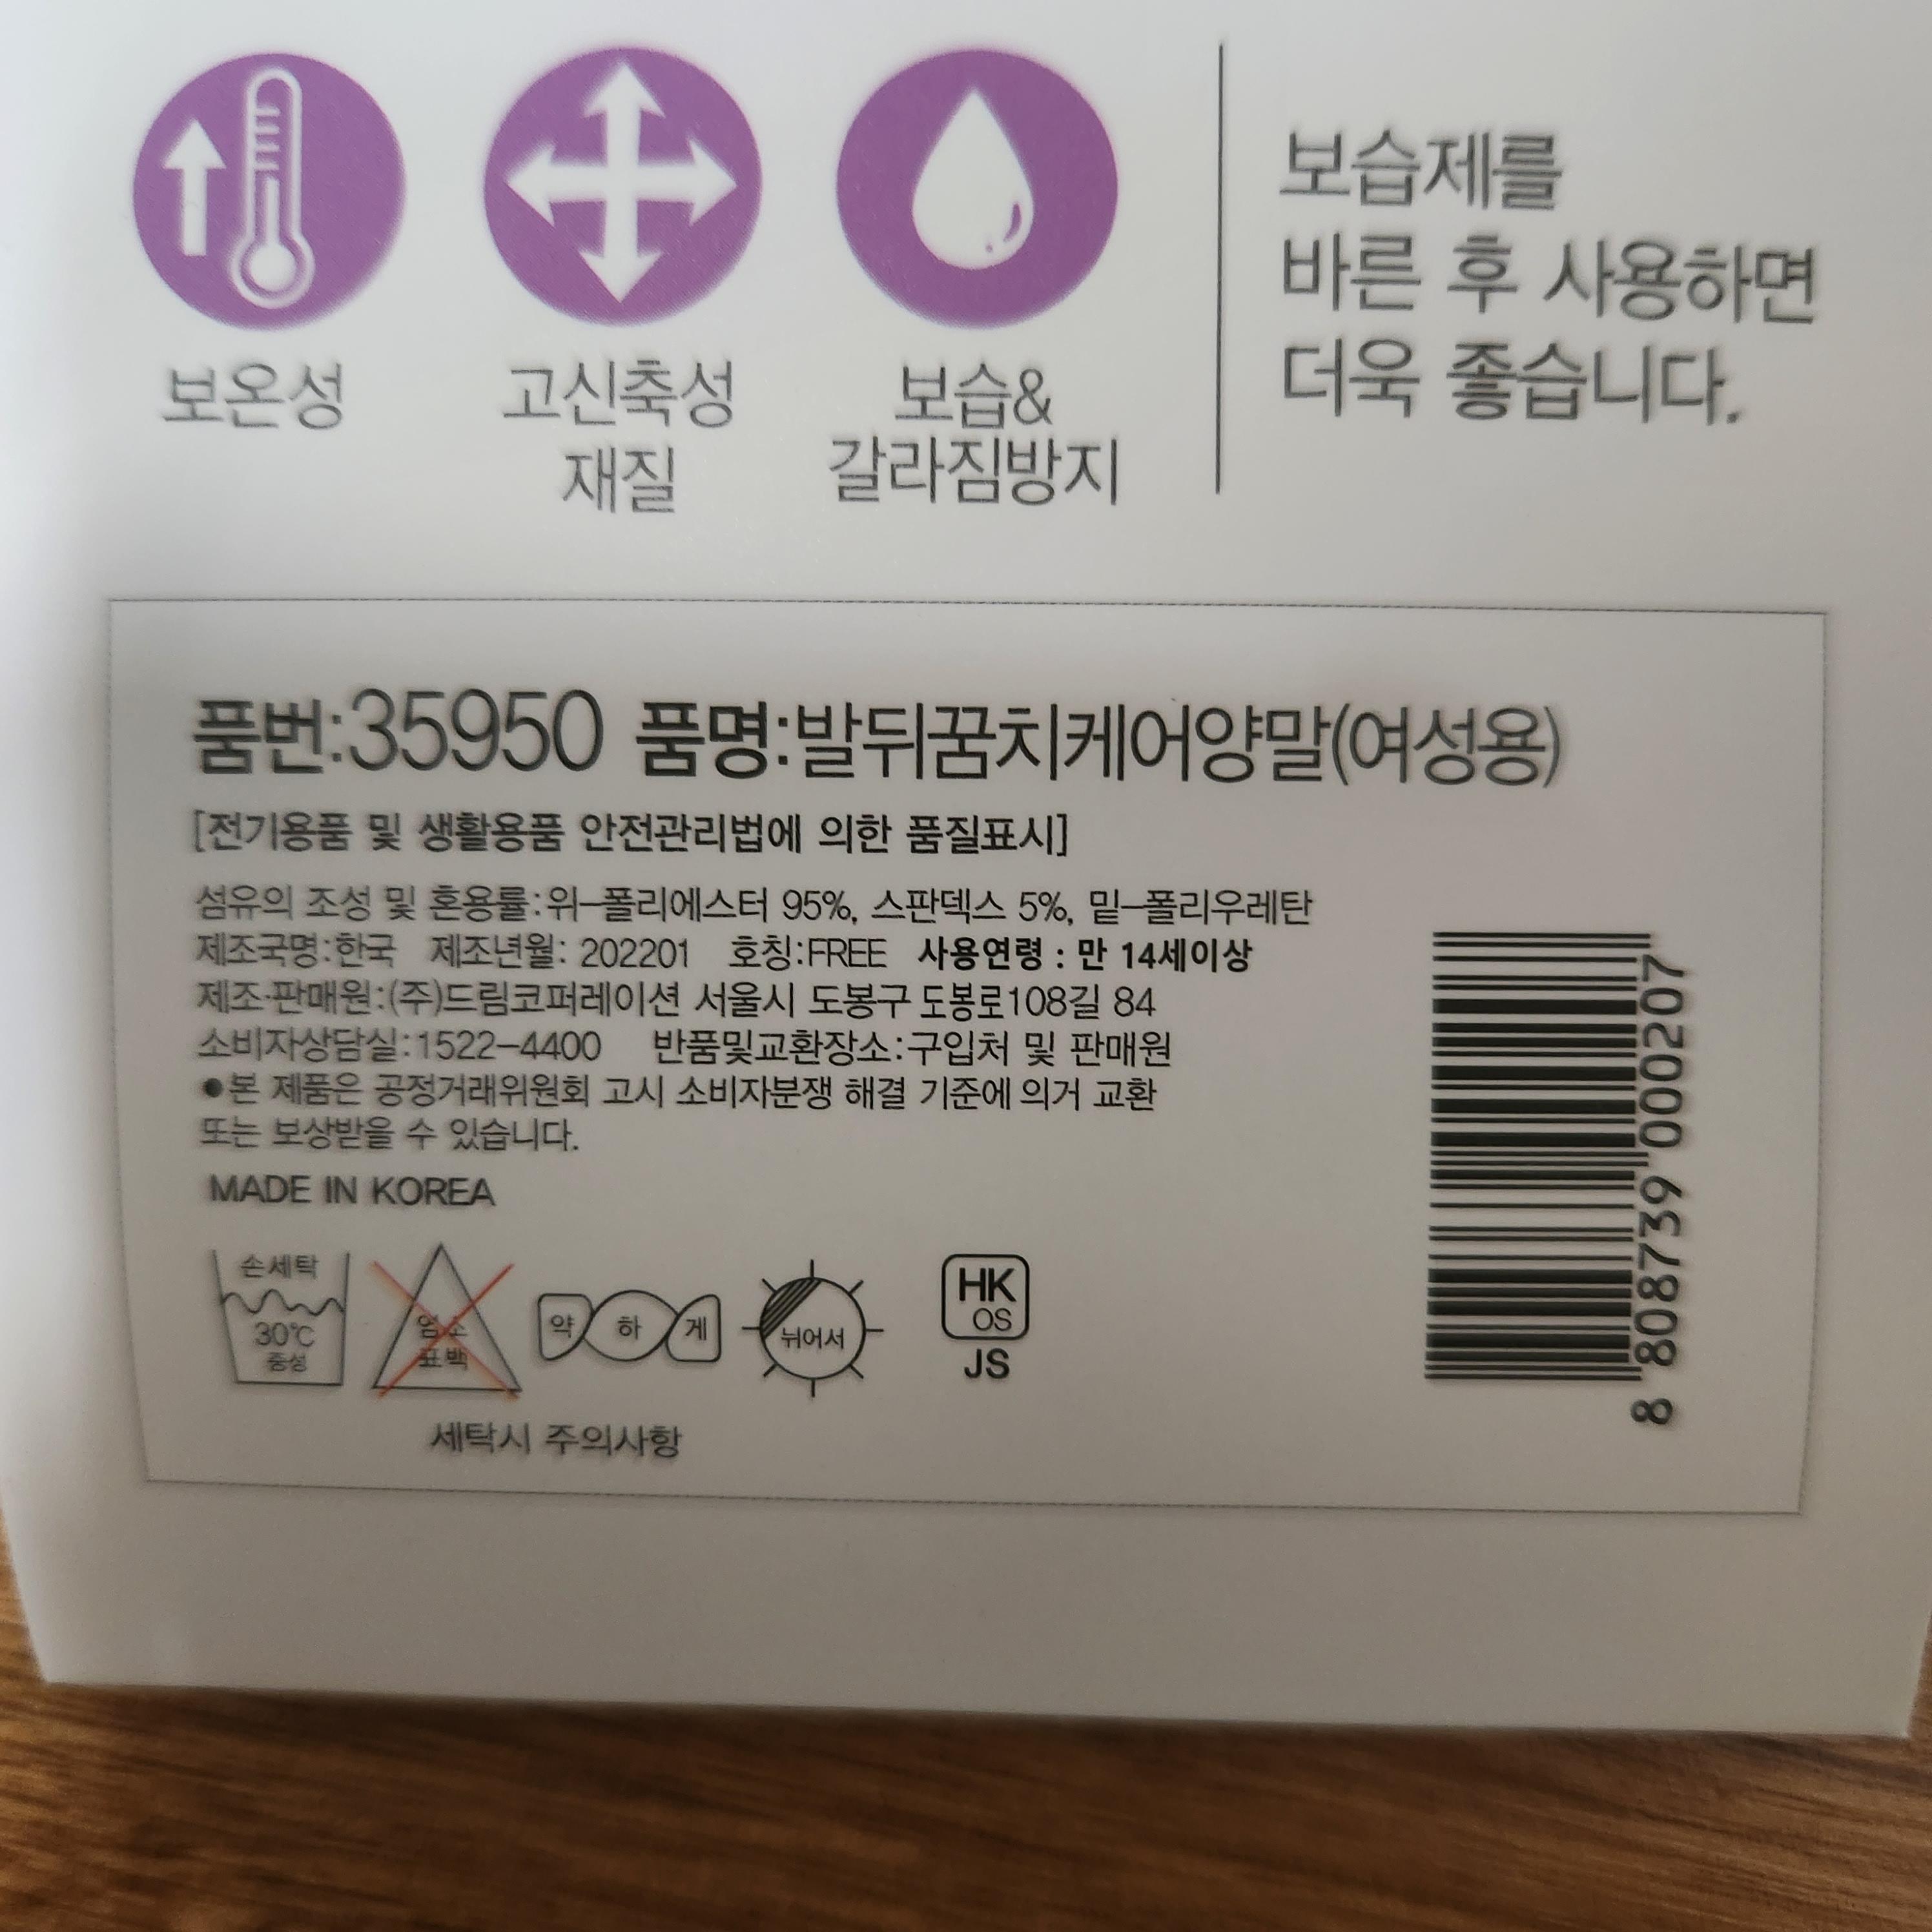 보온성
고신축성
재질
보습&
갈라짐방지
보습제를
바른 후 사용하면
더욱 좋습니다.
품번:35950 품명:발뒤꿈치케어양말(여성용)
[전기용품 및 생활용품 안전관리법에 의한 품질표시]
섬유의 조성 및 혼용률:위-폴리에스터 95%, 스판덱스 5%, 밑-폴리우레탄
제조국명:한국 제조년월: 202201 호칭:FREE 사용연령 : 만 14세이상
제조·판매원:(주)드림코퍼레이션 서울시 도봉구 도봉로108길 84
소비자상담실:1522-4400 반품및교환장소:구입처 및 판매원
●본 제품은 공정거래위원회 고시 소비자분쟁 해결 기준에 의거 교환
또는 보상받을 수 있습니다.
MADE IN KOREA
손세탁
30℃
중성
염소
표백
약 하 게
뉘어서
HK
OS
JS
세탁시 주의사항
8 808739 000207